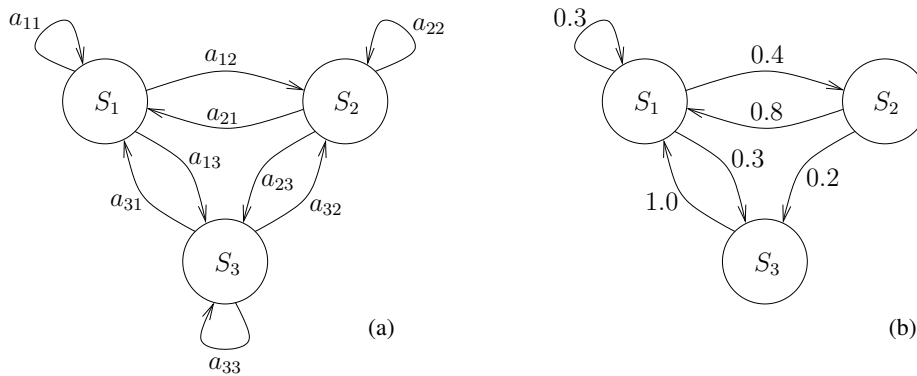 a₁₁
a₁₂
a₂₂
S₁
S₂
a₂₁
a₁₃
a₂₃
a₃₁
a₃₂
S₃
a₃₃
(a)
0.3
0.4
S₁
S₂
0.8
0.3
0.2
1.0
S₃
(b)